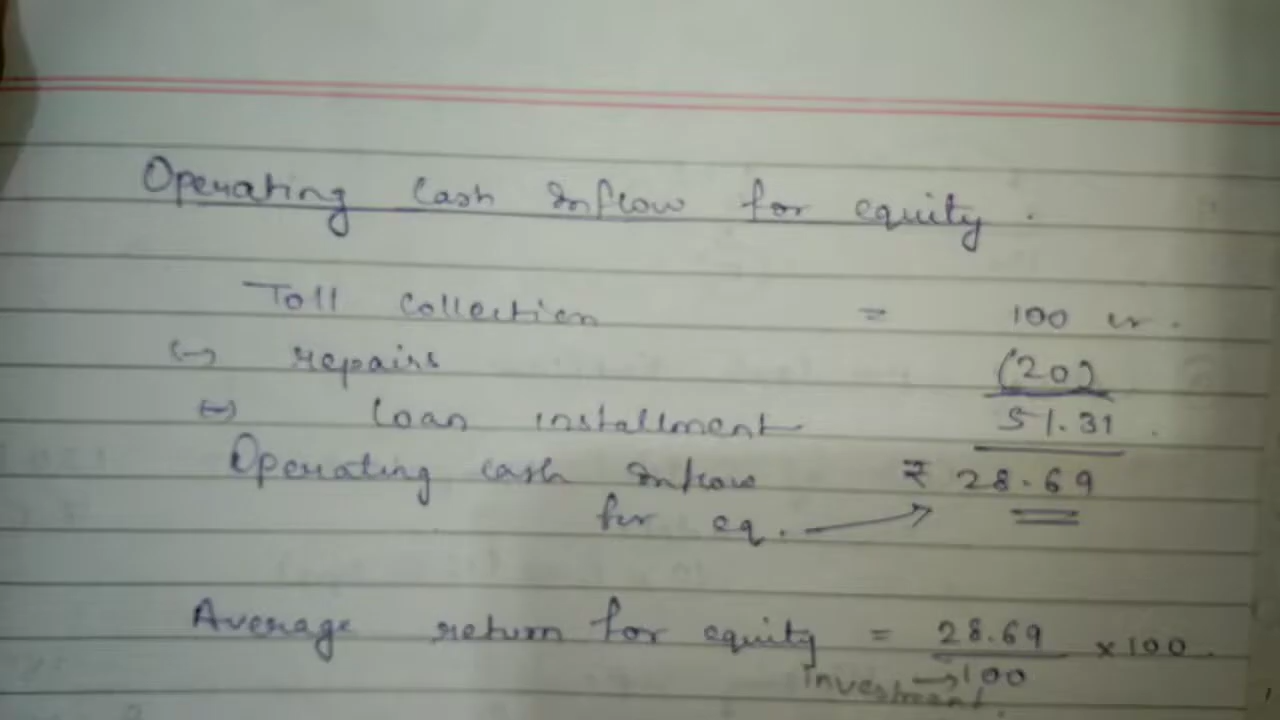 Operating cash inflow for equity.
Toll collection = 100 cr.
(-) repairs (20)
(-) loan installment 51.31.
Operating cash inflow ₹ 28.69
for eq. →
Average return for equity = 28.69 × 100.
investment → 100